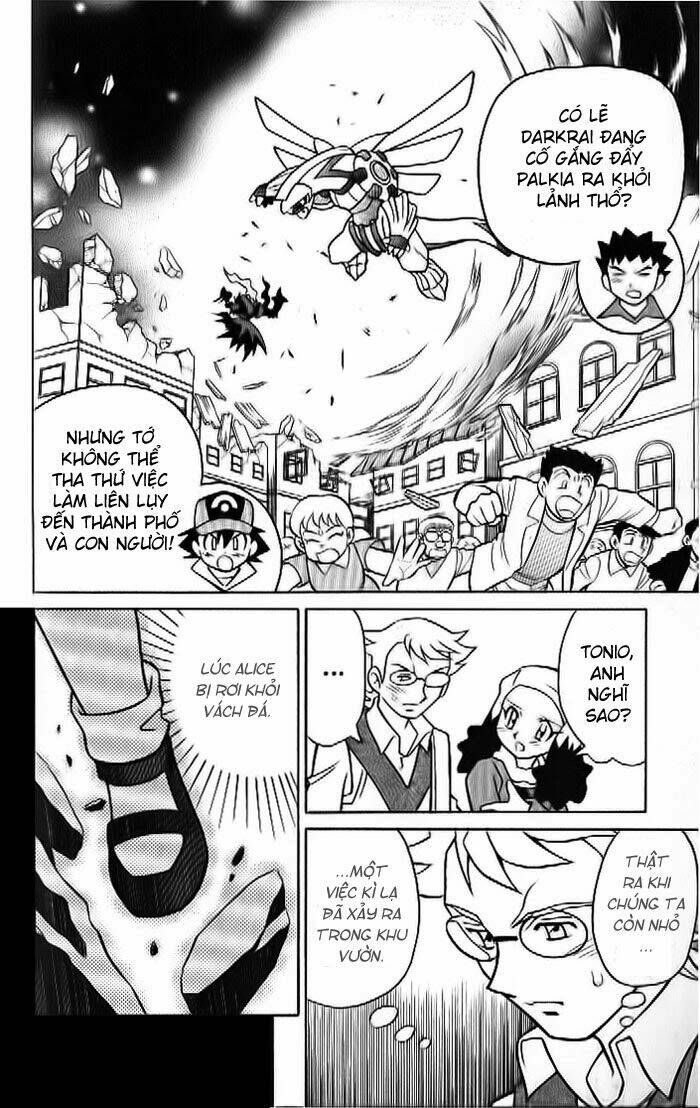 CÓ LẼ
DARKRAI ĐANG
CỐ GẮNG ĐẨY
PALKIA RA KHỎI
LẢNH THỔ?
NHƯNG TỚ
KHÔNG THỂ
THA THỨ VIỆC
LÀM LIÊN LỤY
ĐẾN THÀNH PHỐ
VÀ CON NGƯỜI!
TONIO,
ANH
NGHĨ
SAO?
...
THẬT
RA KHI
CHÚNG TA
CÒN NHỎ
...
...MỘT
VIỆC KÌ LẠ
ĐÃ XẢY RA
TRONG KHU
VƯỜN.
LÚC ALICE
BỊ RƠI KHỎI
VÁCH ĐÁ.